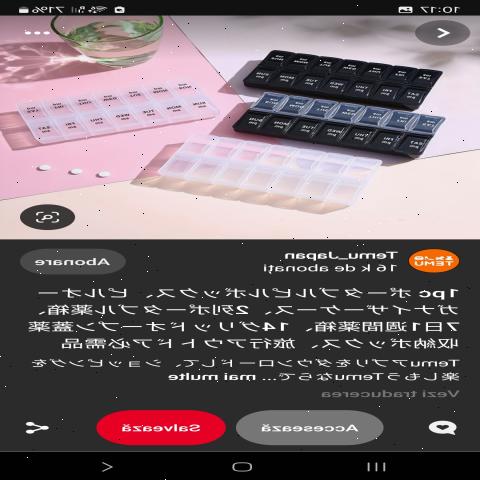 10:17
TEMU
Temu_Japan
16 k de abonați
Abonare
1pc ポータブルピルボックス、 ピルオー
ガナイザーケース、 2列ポータブル薬箱、
7日1週間薬箱、 14グリッドオープン蓋薬
収納ボックス、旅行アウトドア必需品
Temuアプリをダウンロードして、ショッピングを
楽しもうTemuならで... mai multe
Vezi traducerea
Accesează
Salvează